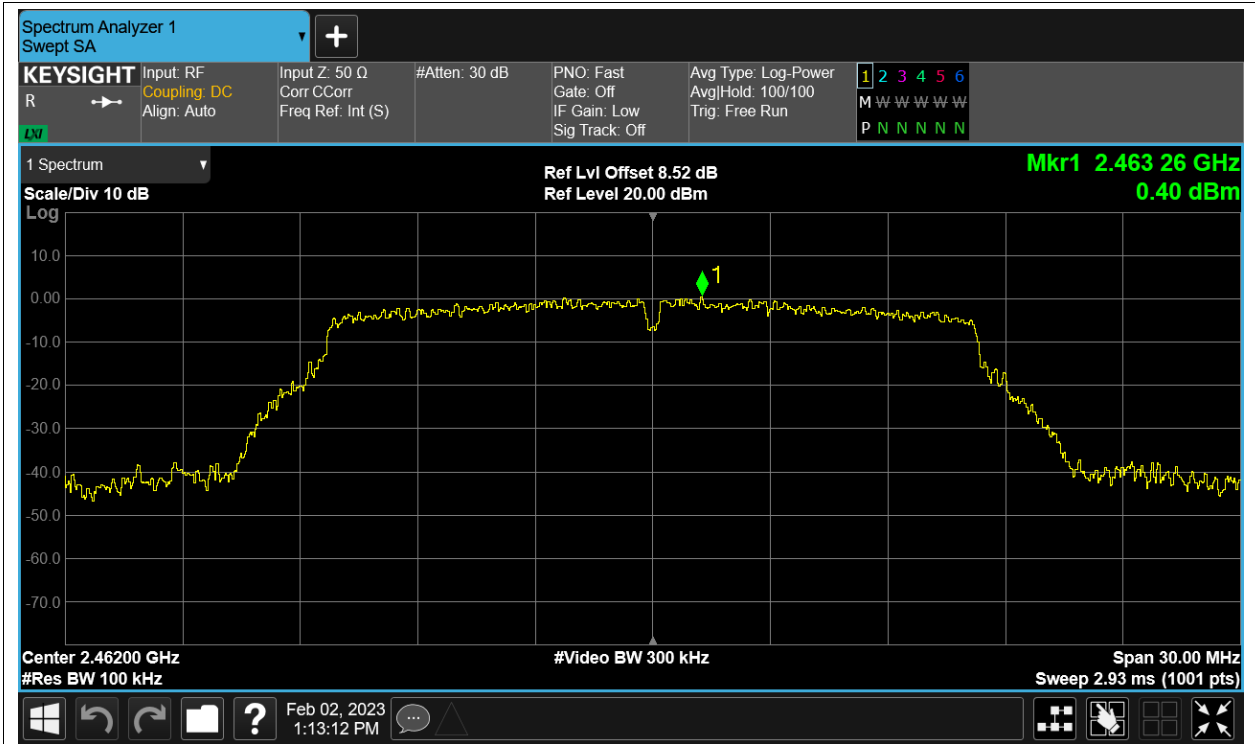 Spectrum Analyzer 1
Swept SA
KEYSIGHT
R
LXI
Input: RF
Coupling: DC
Align: Auto
Input Z: 50 Ω
Corr CCorr
Freq Ref: Int (S)
#Atten: 30 dB
PNO: Fast
Gate: Off
IF Gain: Low
Sig Track: Off
Avg Type: Log-Power
Avg|Hold: 100/100
Trig: Free Run
1 2 3 4 5 6
M W W W W W
P N N N N N
1 Spectrum
Scale/Div 10 dB
Ref Lvl Offset 8.52 dB
Ref Level 20.00 dBm
Mkr1 2.463 26 GHz
0.40 dBm
Log
10.0
0.00
-10.0
-20.0
-30.0
-40.0
-50.0
-60.0
-70.0
1
Center 2.46200 GHz
#Res BW 100 kHz
#Video BW 300 kHz
Span 30.00 MHz
Sweep 2.93 ms (1001 pts)
?
Feb 02, 2023
1:13:12 PM